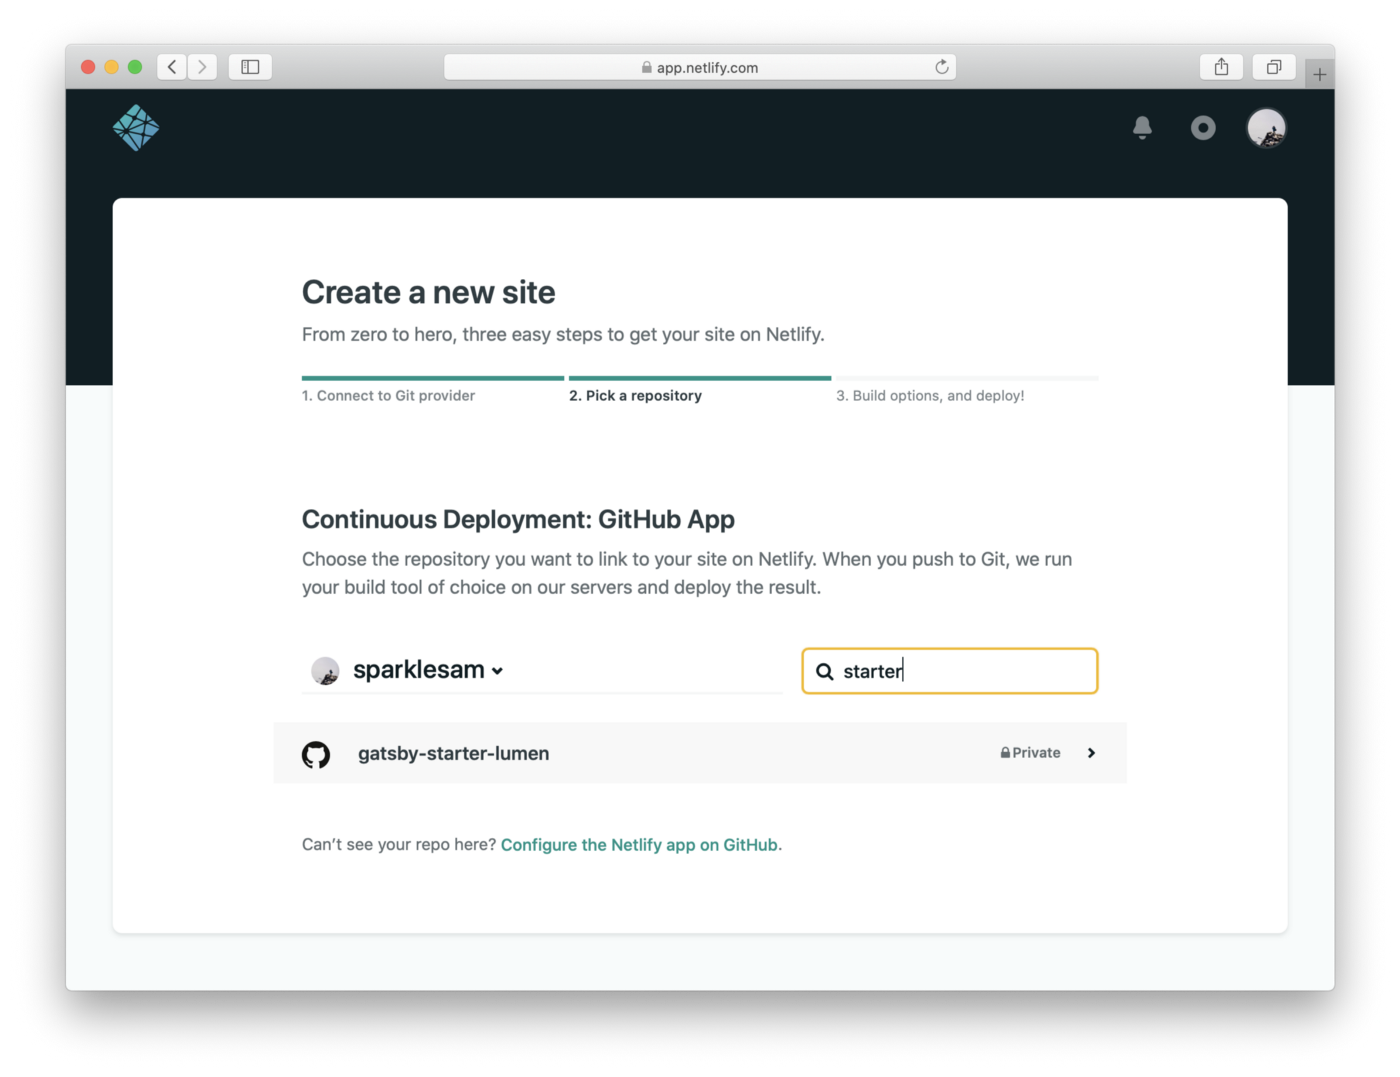 app.netlify.com
Create a new site
From zero to hero, three easy steps to get your site on Netlify.
1. Connect to Git provider
2. Pick a repository
3. Build options, and deploy!
Continuous Deployment: GitHub App
Choose the repository you want to link to your site on Netlify. When you push to Git, we run
your build tool of choice on our servers and deploy the result.
sparklesam
starter
gatsby-starter-lumen
Private
Can’t see your repo here? Configure the Netlify app on GitHub.